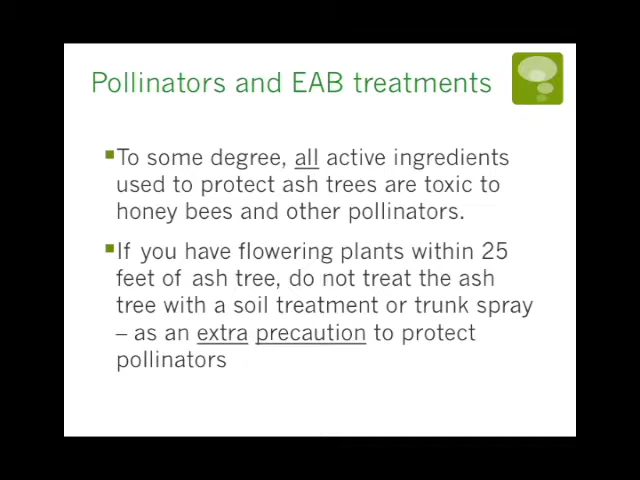 Pollinators and EAB treatments
To some degree, all active ingredients
used to protect ash trees are toxic to
honey bees and other pollinators.
If you have flowering plants within 25
feet of ash tree, do not treat the ash
tree with a soil treatment or trunk spray
– as an extra precaution to protect
pollinators